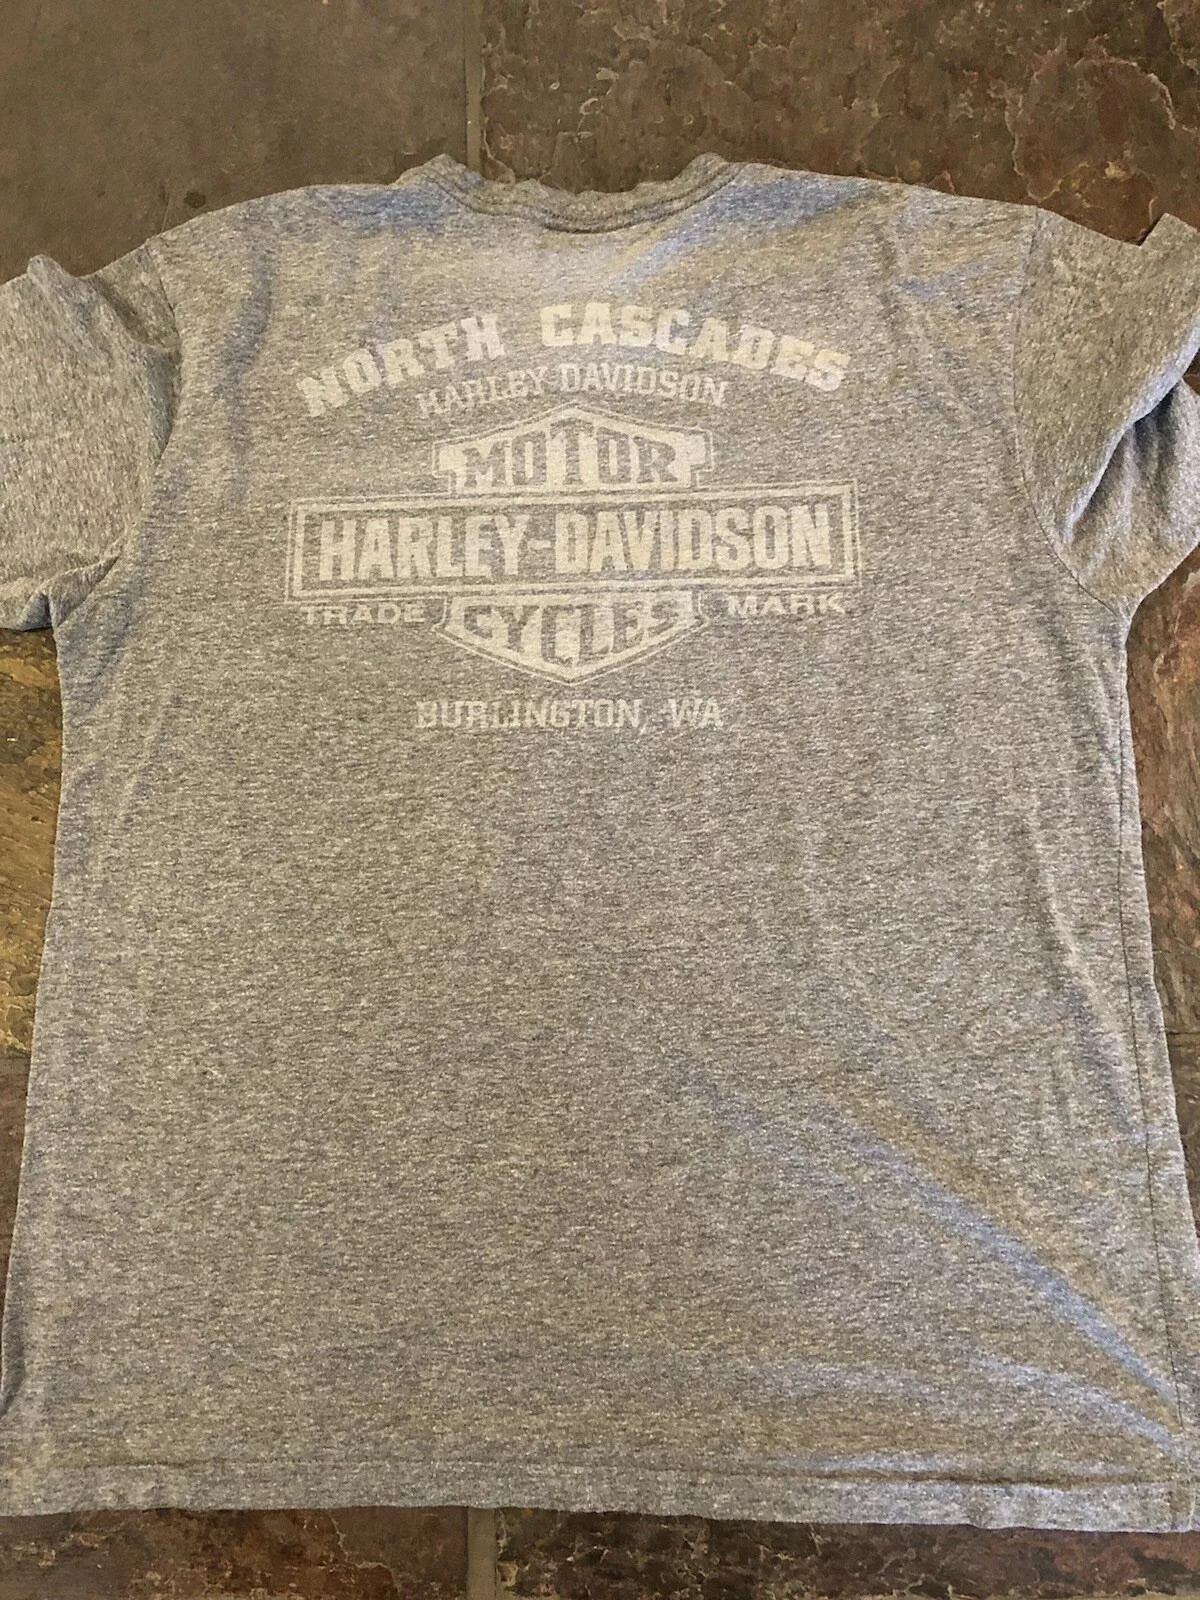 NORTH CASCADES
HARLEY-DAVIDSON
MOTOR
HARLEY-DAVIDSON
TRADE CYCLES MARK
BURLINGTON, WA